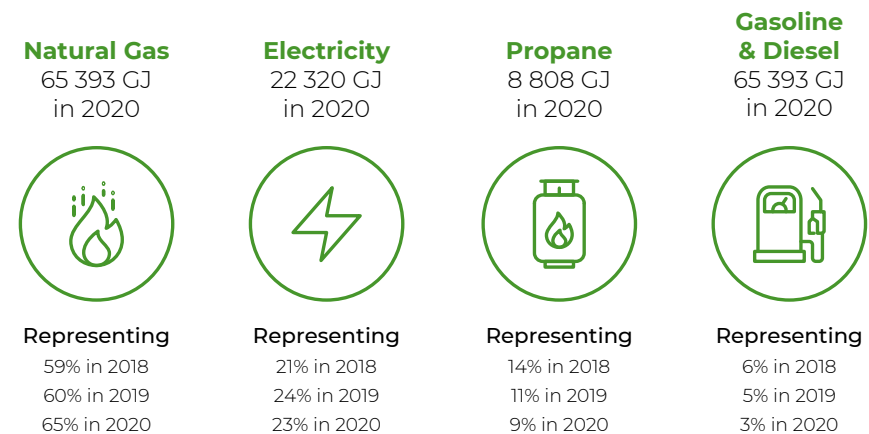 Natural Gas
65 393 GJ
in 2020
Representing
59% in 2018
60% in 2019
65% in 2020
Electricity
22 320 GJ
in 2020
Representing
21% in 2018
24% in 2019
23% in 2020
Propane
8 808 GJ
in 2020
Representing
14% in 2018
11% in 2019
9% in 2020
Gasoline
& Diesel
65 393 GJ
in 2020
Representing
6% in 2018
5% in 2019
3% in 2020